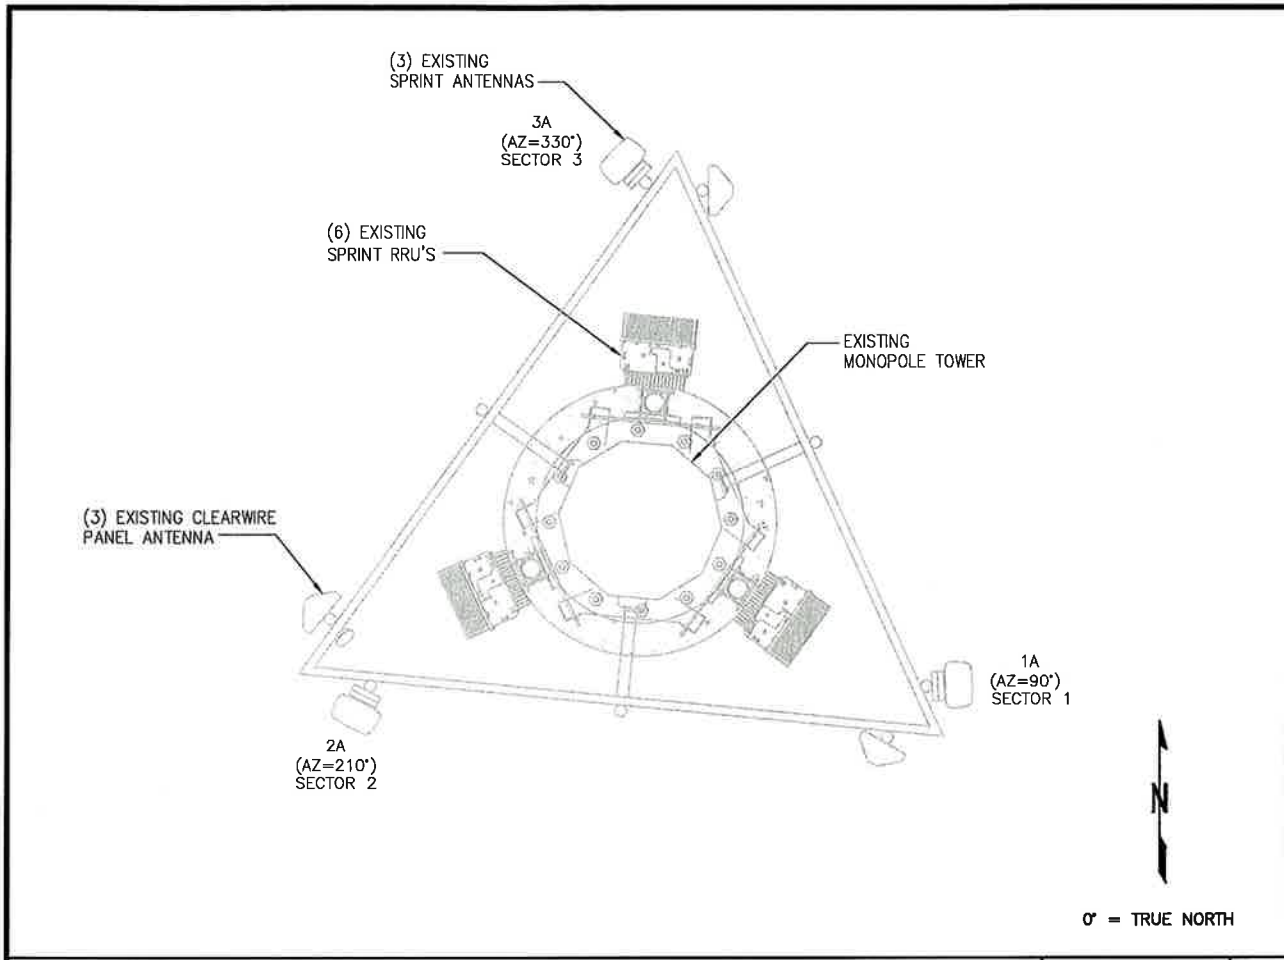 (3) EXISTING
SPRINT ANTENNAS
3A
(AZ=330°)
SECTOR 3
(6) EXISTING
SPRINT RRU'S
EXISTING
MONOPOLE TOWER
(3) EXISTING CLEARWIRE
PANEL ANTENNA
1A
(AZ=90°)
SECTOR 1
2A
(AZ=210°)
SECTOR 2
N
0° = TRUE NORTH